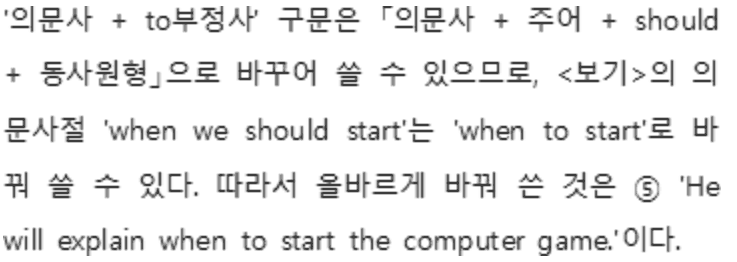 '의문사 + to부정사' 구문은 「의문사 + 주어 + should
+ 동사원형」으로 바꾸어 쓸 수 있으므로, <보기>의 의
문사절 'when we should start'는 'when to start'로 바
꿔 쓸 수 있다. 따라서 올바르게 바꿔 쓴 것은 ⑤ 'He
will explain when to start the computer game.'이다.